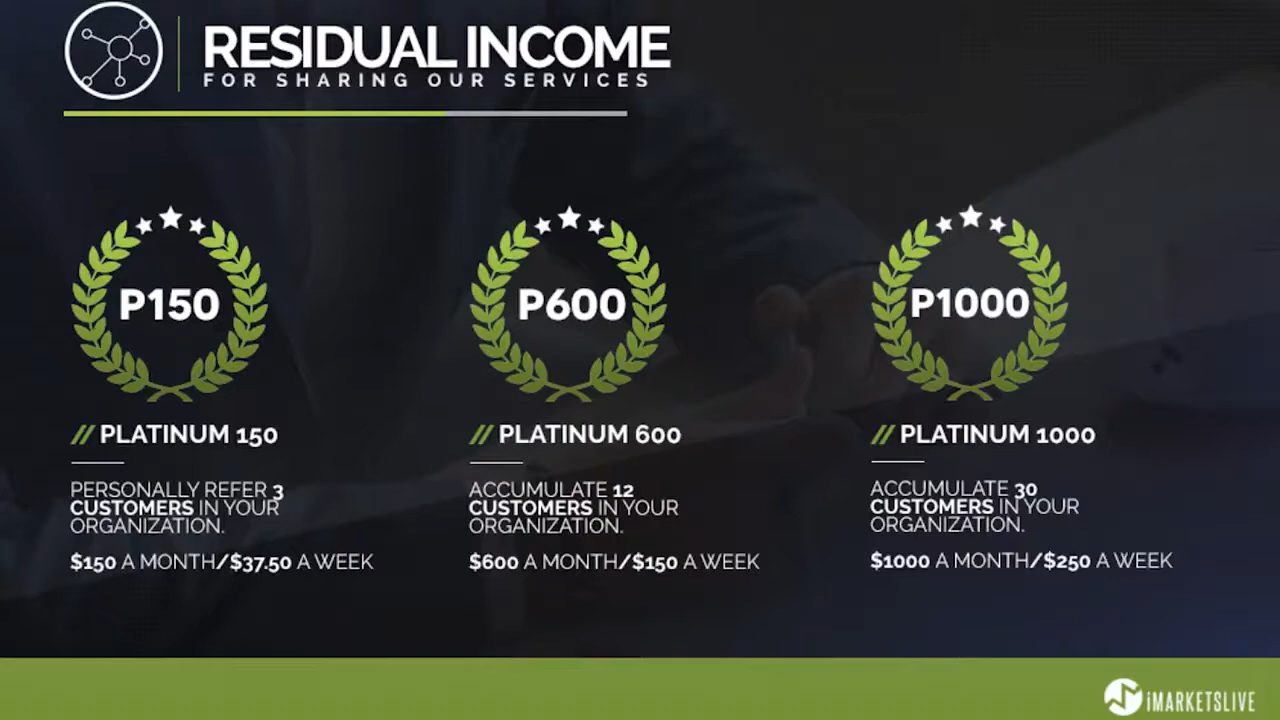 RESIDUAL INCOME
FOR SHARING OUR SERVICES
P150
// PLATINUM 150
PERSONALLY REFER 3
CUSTOMERS IN YOUR
ORGANIZATION.
$150 A MONTH/$37.50 A WEEK
P600
// PLATINUM 600
ACCUMULATE 12
CUSTOMERS IN YOUR
ORGANIZATION.
$600 A MONTH/$150 A WEEK
P1000
// PLATINUM 1000
ACCUMULATE 30
CUSTOMERS IN YOUR
ORGANIZATION.
$1000 A MONTH/$250 A WEEK
iMARKETSLIVE